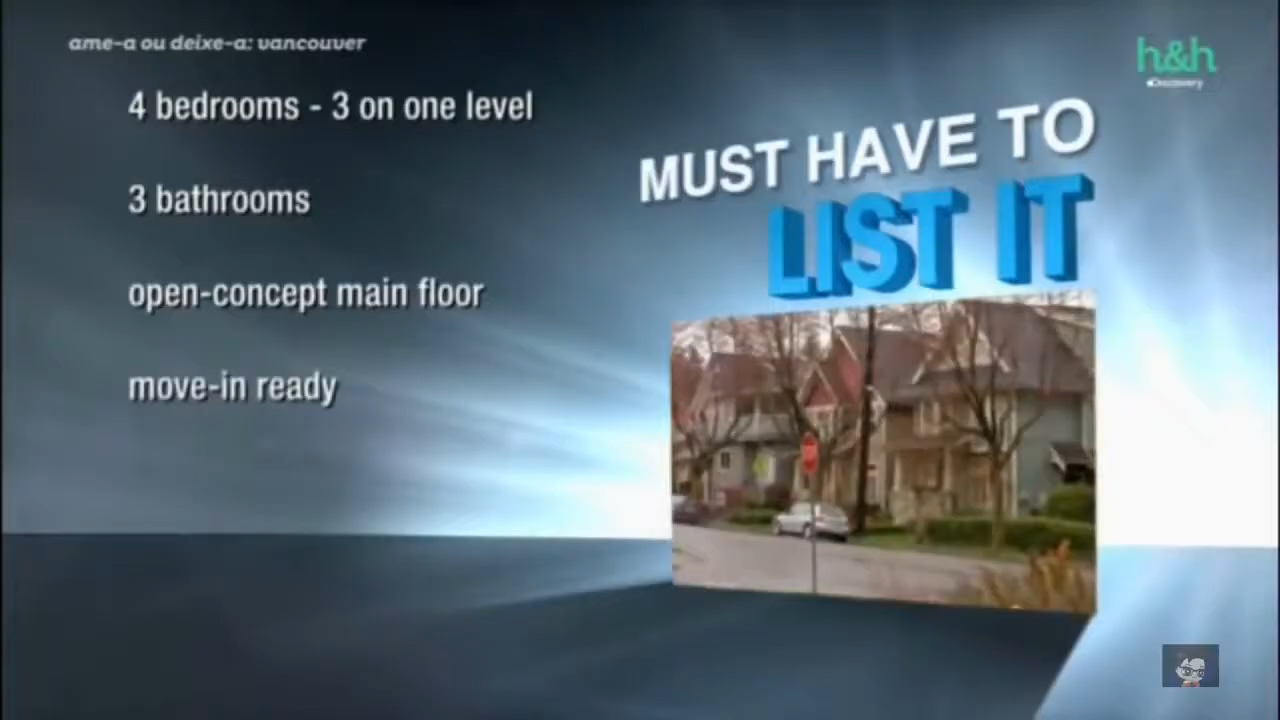 ame-a ou deixe-a: vancouver
h&h
Discovery
4 bedrooms - 3 on one level
3 bathrooms
open-concept main floor
move-in ready
MUST HAVE TO
LIST IT